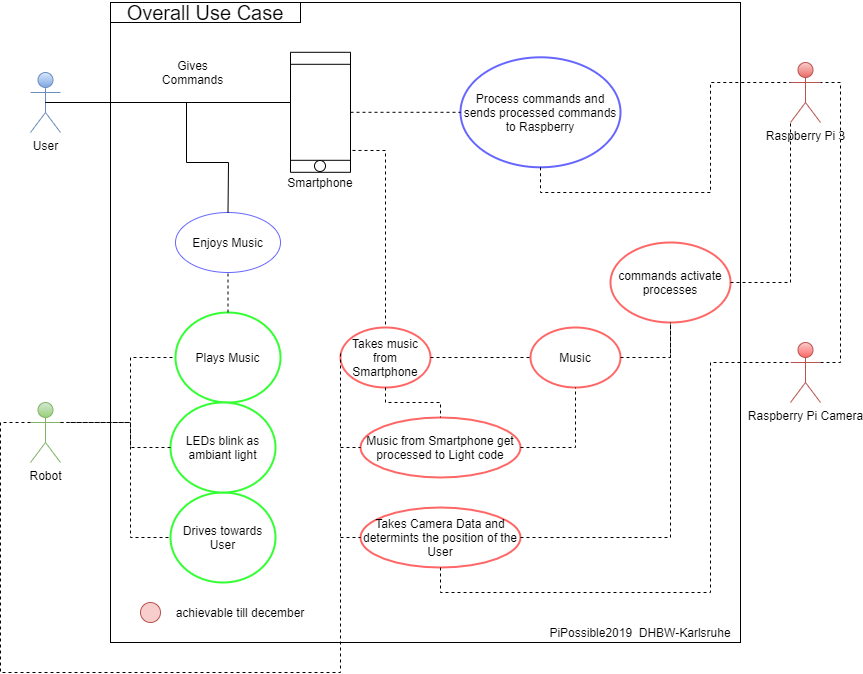 Overall Use Case
Gives
Commands
User
Smartphone
Process commands and
sends processed commands
to Raspberry
Raspberry Pi 3
Enjoys Music
commands activate
processes
Plays Music
Takes music
from
Smartphone
Music
Raspberry Pi Camera
LEDs blink as
ambiant light
Music from Smartphone get
processed to Light code
Robot
Drives towards
User
Takes Camera Data and
determints the position of the
User
achievable till december
PiPossible2019 DHBW-Karlsruhe